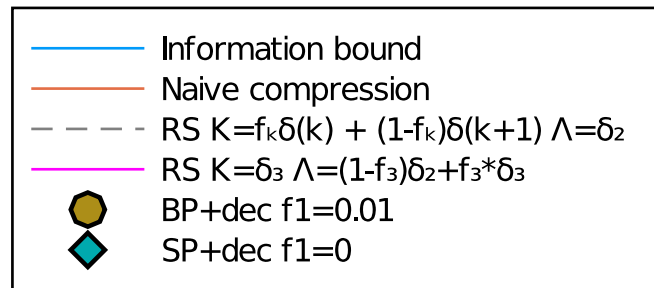 Information bound
Naive compression
RS K=fₖδ(k) + (1-fₖ)δ(k+1) Λ=δ₂
RS K=δ₃ Λ=(1-f₃)δ₂+f₃*δ₃
BP+dec f1=0.01
SP+dec f1=0